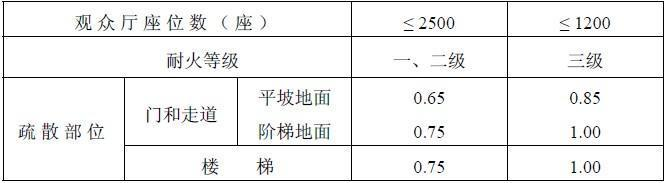 观众厅座位数（座） ≤2500 ≤1200
耐火等级 一、二级 三级
疏散部位 门和走道 平坡地面 0.65 0.85
阶梯地面 0.75 1.00
楼梯 0.75 1.00